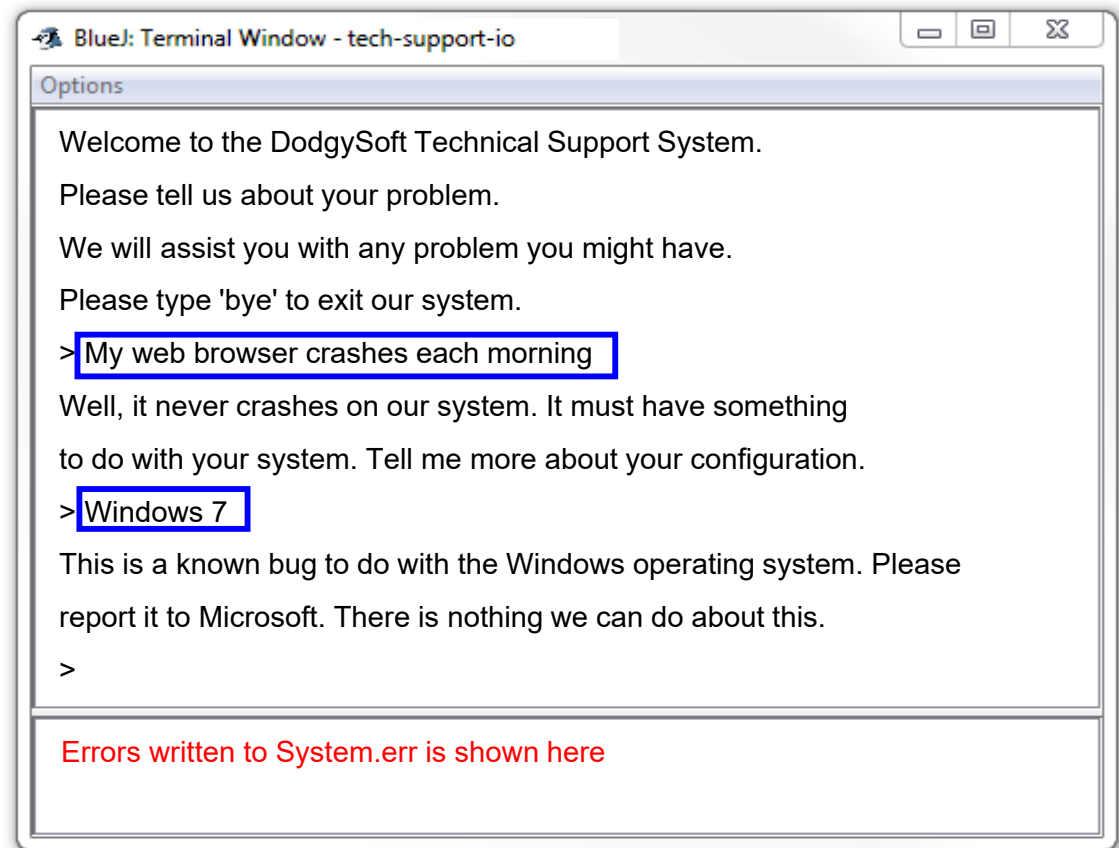 BlueJ: Terminal Window - tech-support-io
Options
Welcome to the DodgySoft Technical Support System.
Please tell us about your problem.
We will assist you with any problem you might have.
Please type 'bye' to exit our system.
> My web browser crashes each morning
Well, it never crashes on our system. It must have something
to do with your system. Tell me more about your configuration.
> Windows 7
This is a known bug to do with the Windows operating system. Please
report it to Microsoft. There is nothing we can do about this.
>
Errors written to System.err is shown here